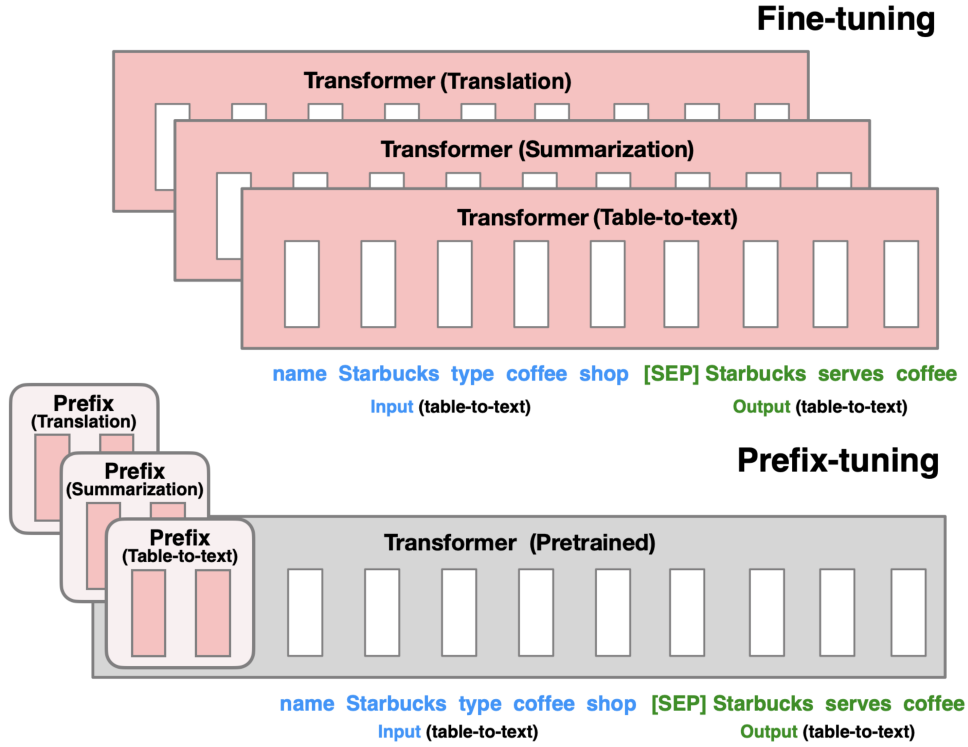 Fine-tuning
Transformer (Translation)
Transformer (Summarization)
Transformer (Table-to-text)
name Starbucks type coffee shop [SEP] Starbucks serves coffee
Input (table-to-text) Output (table-to-text)
Prefix-tuning
Prefix
(Translation)
Prefix
(Summarization)
Prefix
(Table-to-text)
Transformer (Pretrained)
name Starbucks type coffee shop [SEP] Starbucks serves coffee
Input (table-to-text) Output (table-to-text)